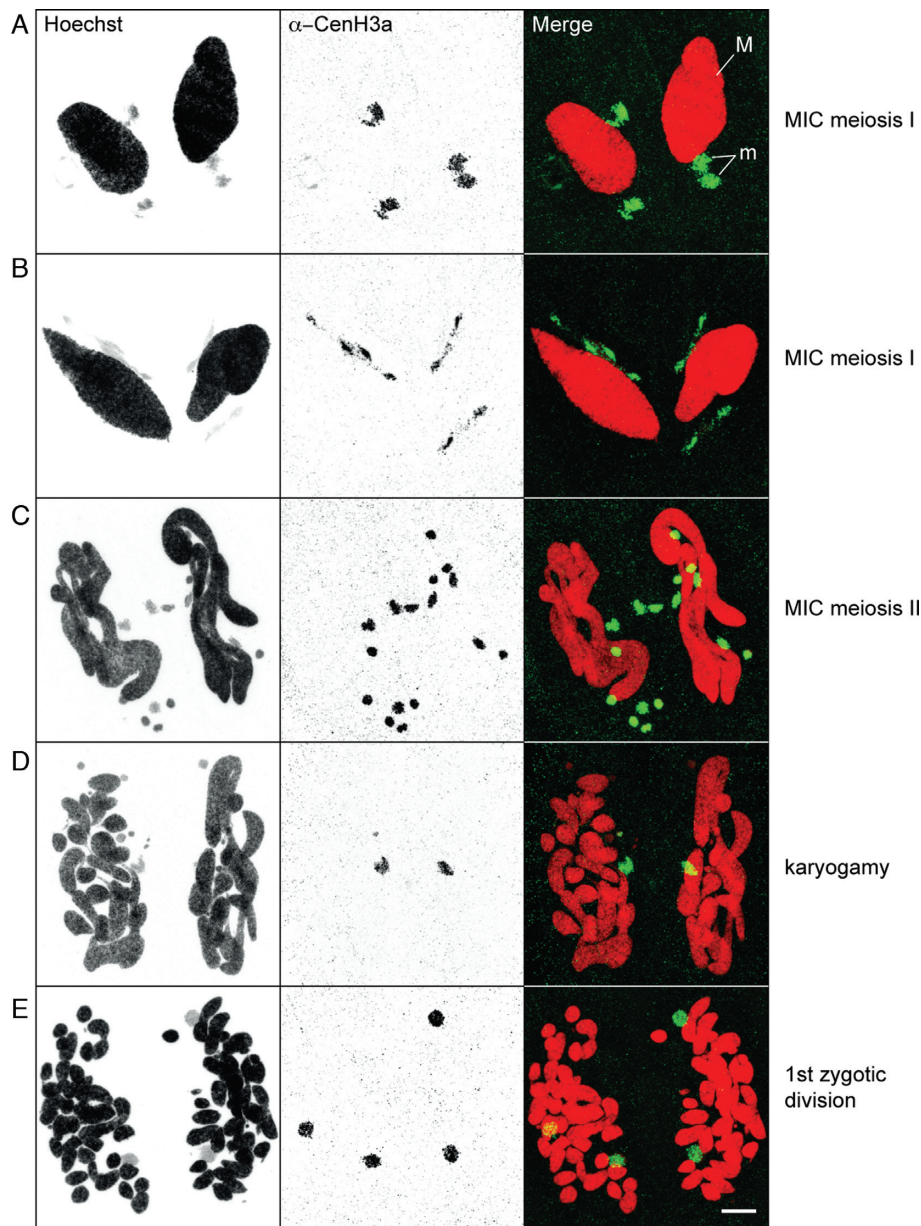 A Hoechst α–CenH3a Merge
M
m
MIC meiosis I
B
MIC meiosis I
C
MIC meiosis II
D
karyogamy
E
1st zygotic
division